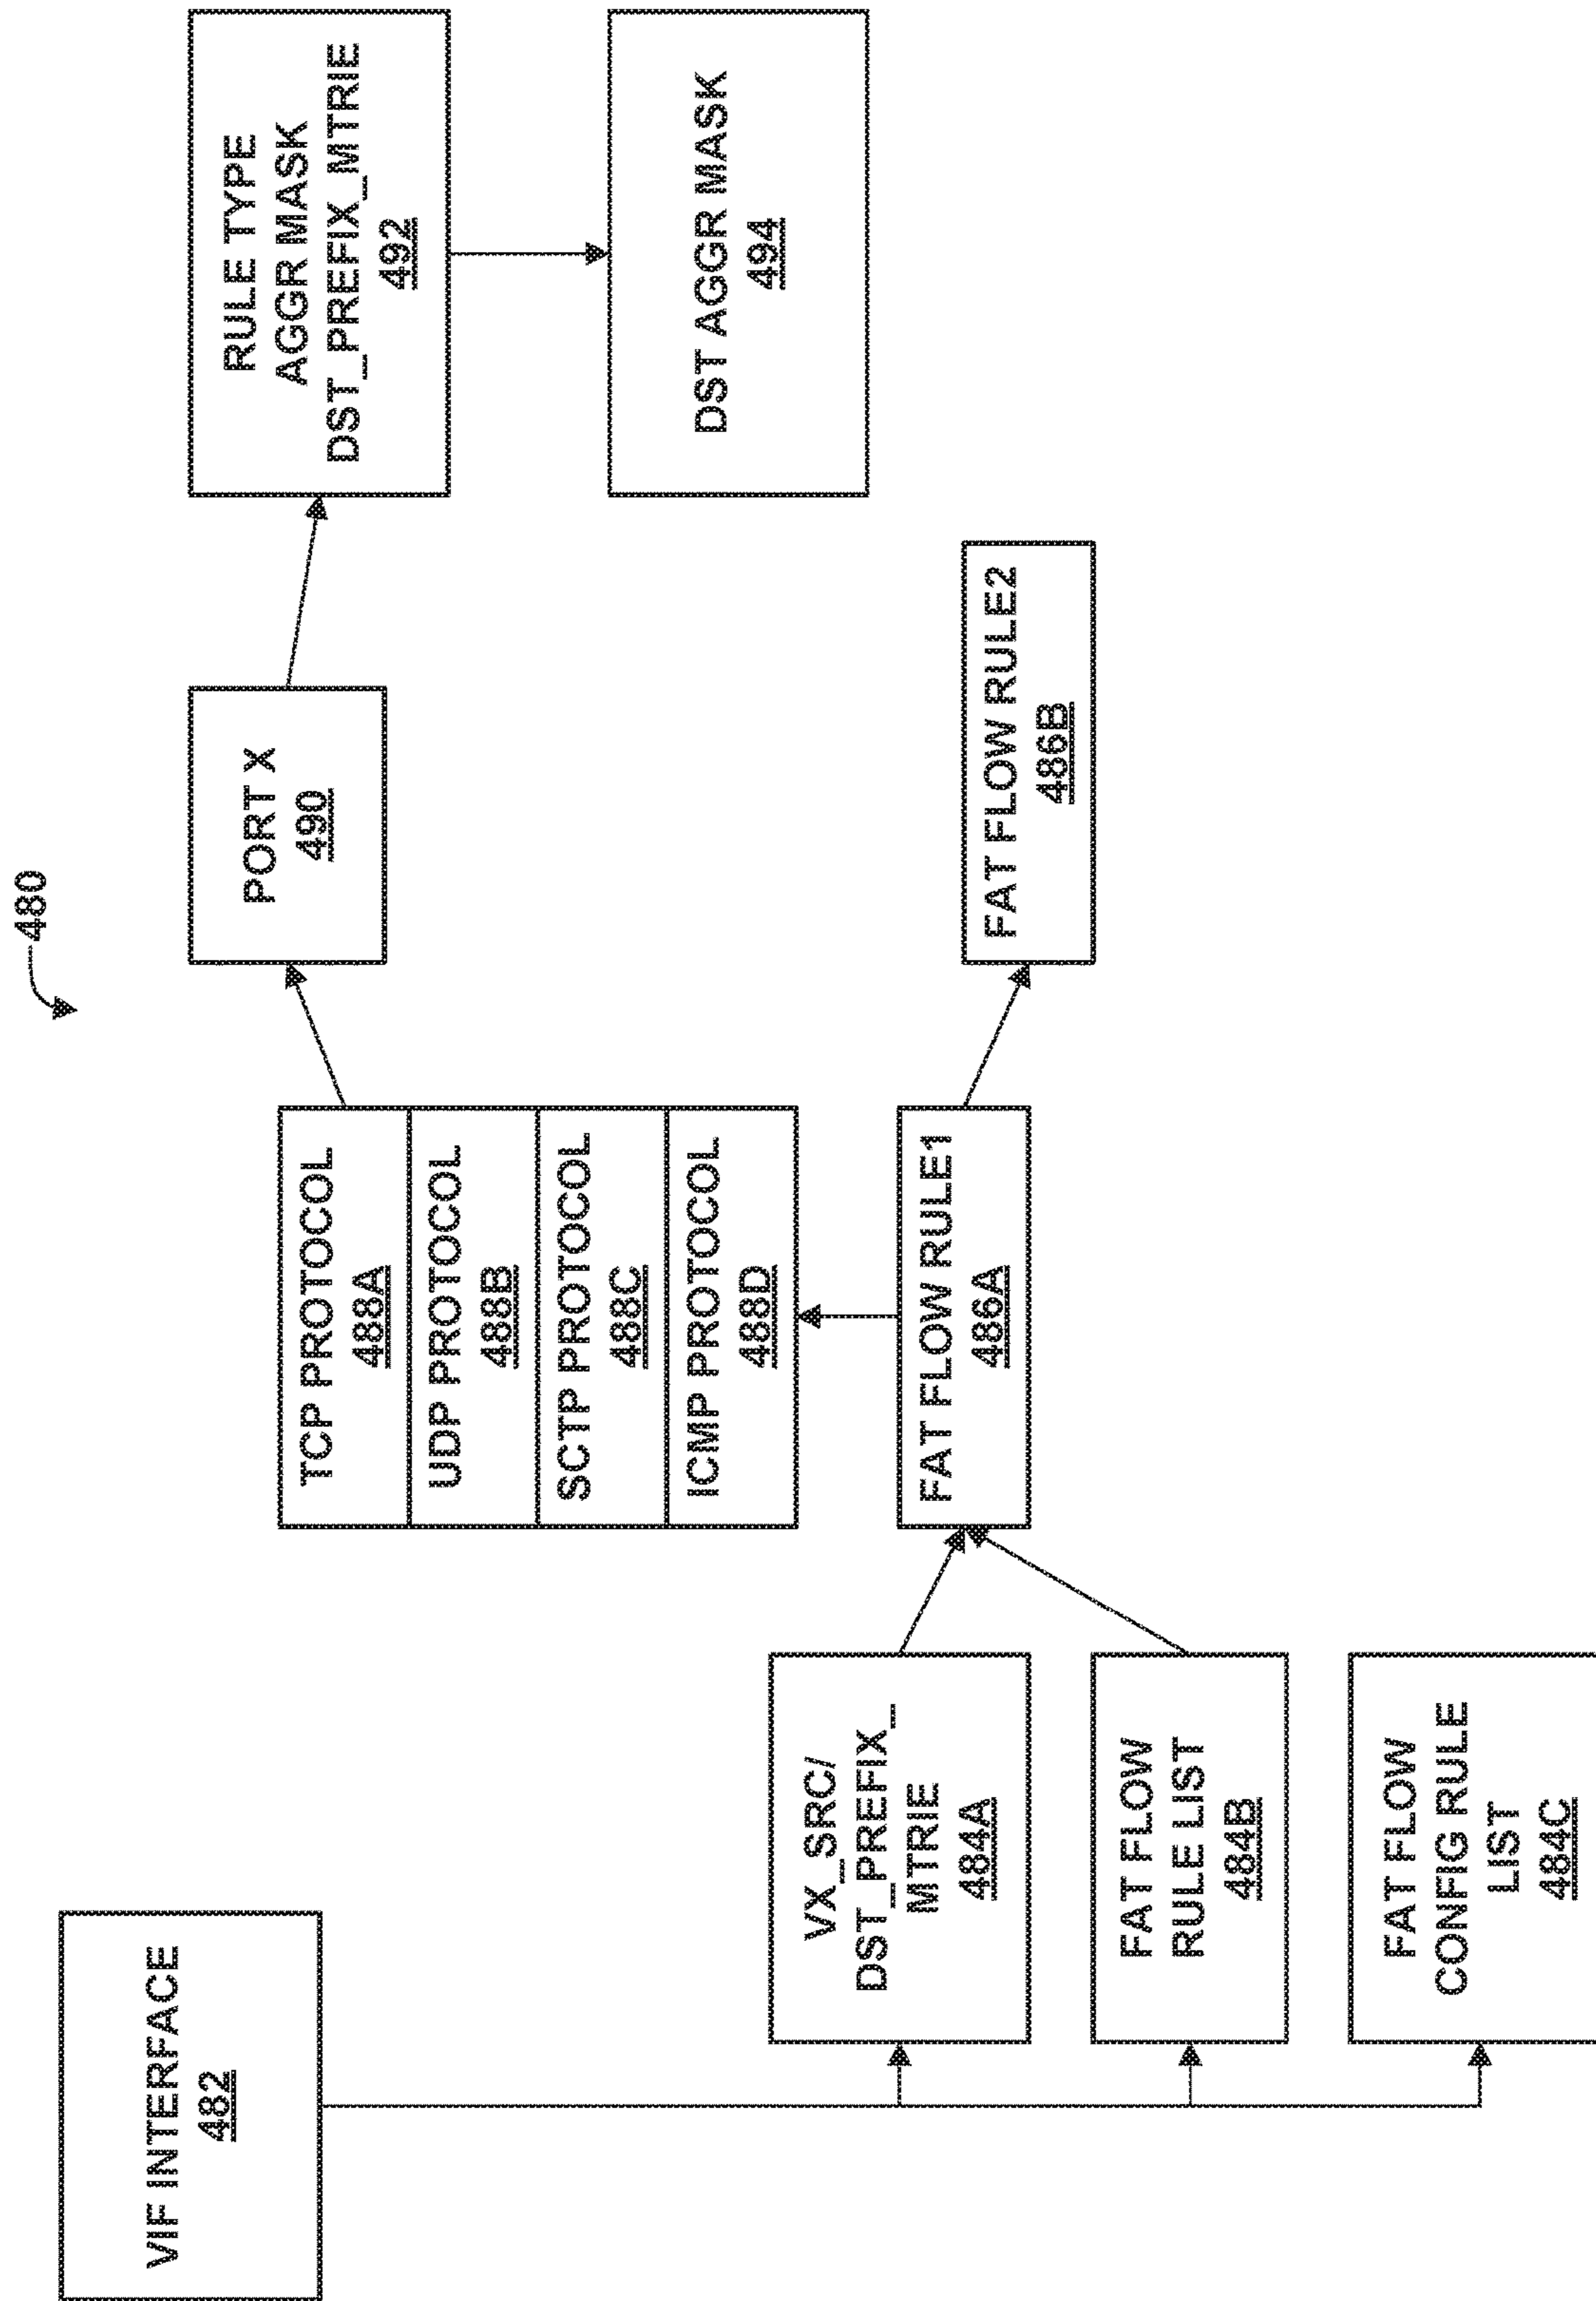 480
VIF INTERFACE
482
VX_SRC/
DST_PREFIX_
MTRIE
484A
FAT FLOW
RULE LIST
484B
FAT FLOW
CONFIG RULE
LIST
484C
TCP PROTOCOL
488A
UDP PROTOCOL
488B
SCTP PROTOCOL
488C
ICMP PROTOCOL
488D
FAT FLOW RULE1
486A
PORT X
490
FAT FLOW RULE2
486B
RULE TYPE
AGGR MASK
DST_PREFIX_MTRIE
492
DST AGGR MASK
494